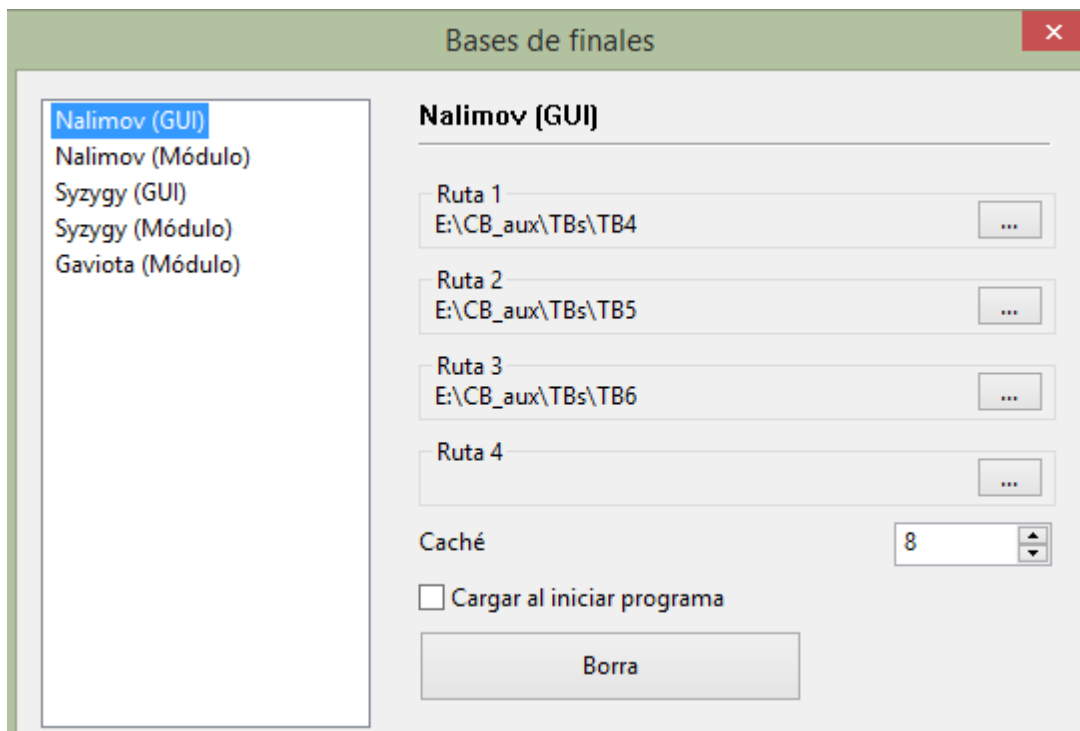 Bases de finales
Nalimov (GUI)
Nalimov (Módulo)
Syzygy (GUI)
Syzygy (Módulo)
Gaviota (Módulo)
Nalimov (GUI)
Ruta 1
E:\CB_aux\TBs\TB4
...
Ruta 2
E:\CB_aux\TBs\TB5
...
Ruta 3
E:\CB_aux\TBs\TB6
...
Ruta 4
...
Caché
8
Cargar al iniciar programa
Borra